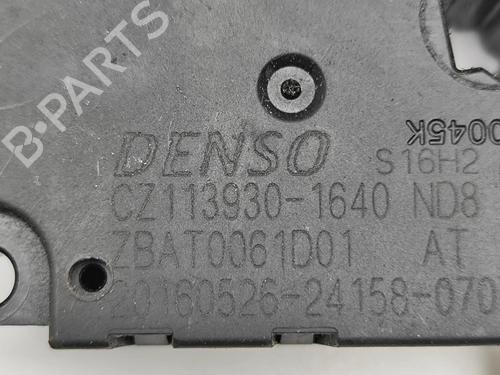 B-PARTS
0045K
DENSO S16H2
CZ113930-1640 ND8
ZBAT0061D01 AT
20160526-24158-070